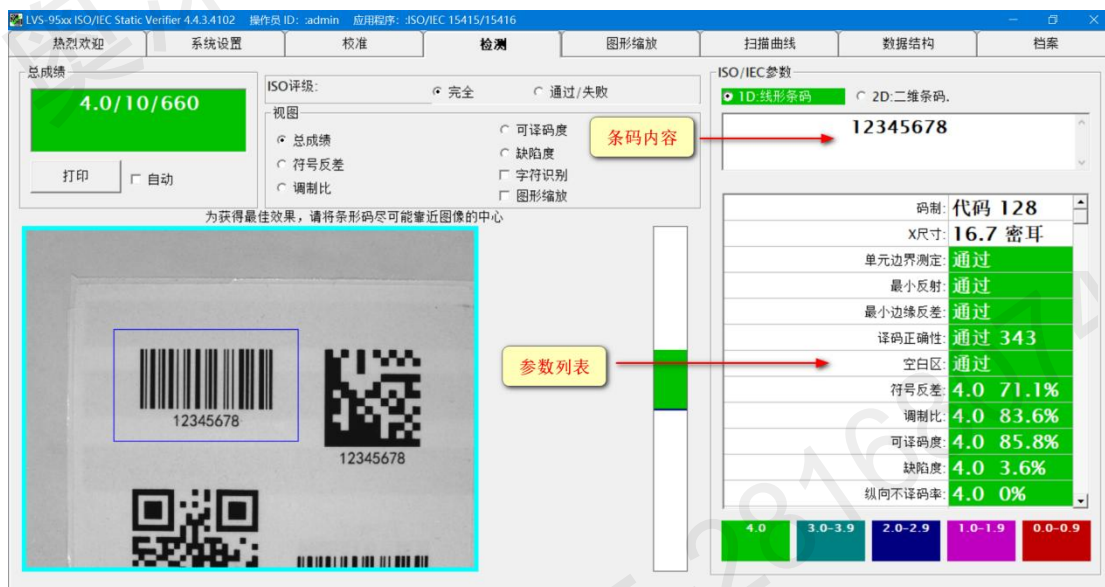 LVS-95xx ISO/IEC Static Verifier 4.4.3.4102 操作员 ID: :admin 应用程序: :ISO/IEC 15415/15416
热烈欢迎 系统设置 校准 检测 图形缩放 扫描曲线 数据结构 档案
总成绩
4.0/10/660
打印
自动
ISO评级:
完全
通过/失败
视图
总成绩
符号反差
调制比
可译码度
缺陷度
字符识别
图形缩放
条码内容
ISO/IEC参数
1D:线形条码
2D:二维条码.
12345678
为获得最佳效果,请将条形码尽可能靠近图像的中心
12345678
12345678
参数列表
码制: 代码 128
X尺寸: 16.7 密耳
单元边界测定: 通过
最小反射: 通过
最小边缘反差: 通过
译码正确性: 通过 343
空白区: 通过
符号反差: 4.0 71.1%
调制比: 4.0 83.6%
可译码度: 4.0 85.8%
缺陷度: 4.0 3.6%
纵向不译码率: 4.0 0%
4.0 3.0-3.9 2.0-2.9 1.0-1.9 0.0-0.9